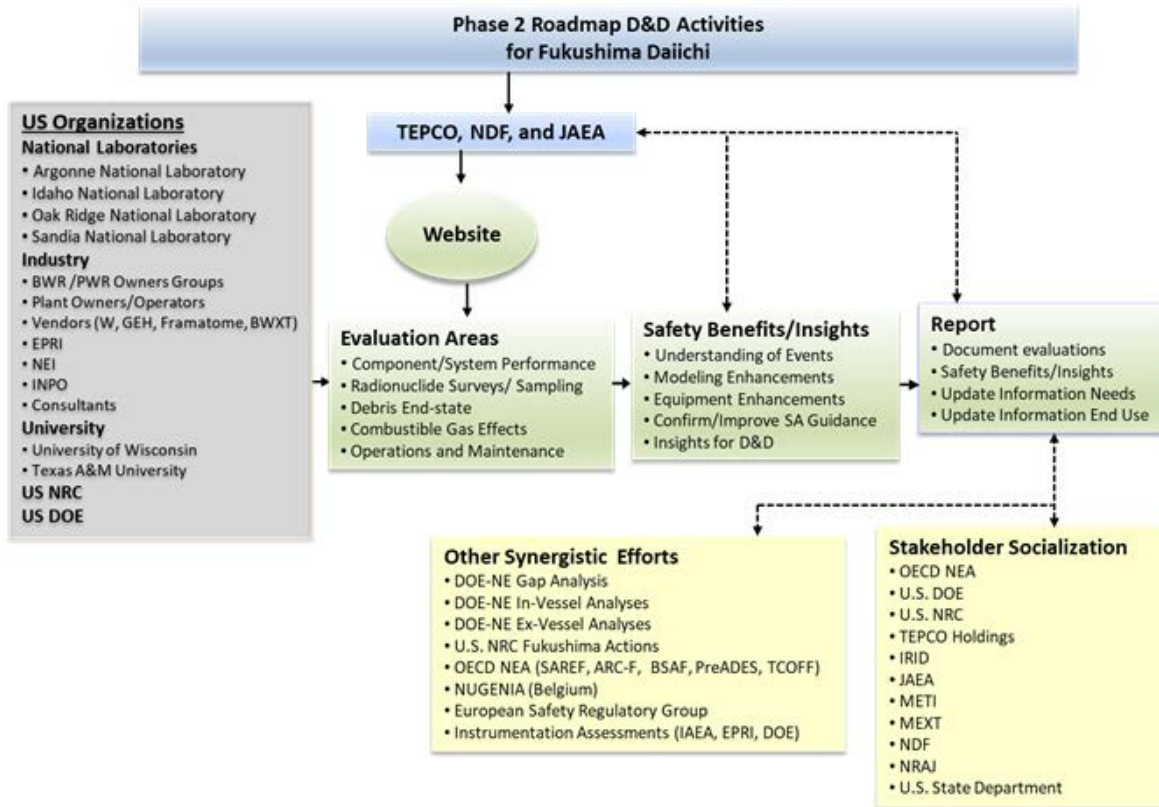 Phase 2 Roadmap D&D Activities
for Fukushima Daiichi
TEPCO, NDF, and JAEA
Website
US Organizations
National Laboratories
• Argonne National Laboratory
• Idaho National Laboratory
• Oak Ridge National Laboratory
• Sandia National Laboratory
Industry
• BWR /PWR Owners Groups
• Plant Owners/Operators
• Vendors (W, GEH, Framatome, BWXT)
• EPRI
• NEI
• INPO
• Consultants
University
• University of Wisconsin
• Texas A&M University
US NRC
US DOE
Evaluation Areas
• Component/System Performance
• Radionuclide Surveys/ Sampling
• Debris End-state
• Combustible Gas Effects
• Operations and Maintenance
Safety Benefits/Insights
• Understanding of Events
• Modeling Enhancements
• Equipment Enhancements
• Confirm/Improve SA Guidance
• Insights for D&D
Report
• Document evaluations
• Safety Benefits/Insights
• Update Information Needs
• Update Information End Use
Other Synergistic Efforts
• DOE-NE Gap Analysis
• DOE-NE In-Vessel Analyses
• DOE-NE Ex-Vessel Analyses
• U.S. NRC Fukushima Actions
• OECD NEA (SAREF, ARC-F, BSAF, PreADES, TCOFF)
• NUGENIA (Belgium)
• European Safety Regulatory Group
• Instrumentation Assessments (IAEA, EPRI, DOE)
Stakeholder Socialization
• OECD NEA
• U.S. DOE
• U.S. NRC
• TEPCO Holdings
• IRID
• JAEA
• METI
• MEXT
• NDF
• NRAJ
• U.S. State Department